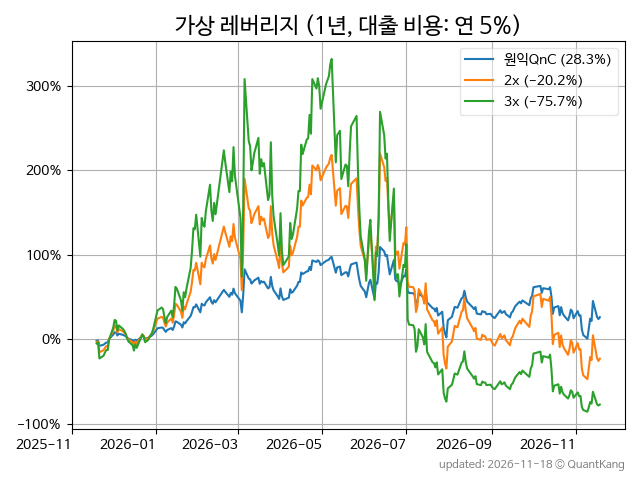 가상 레버리지 (1년, 대출 비용: 연 5%)
원익QnC (28.3%)
2x (−20.2%)
3x (−75.7%)
300%
200%
100%
0%
−100%
2025−11 2026−01 2026−03 2026−05 2026−07 2026−09 2026−11
updated: 2026-11-18 © QuantKang